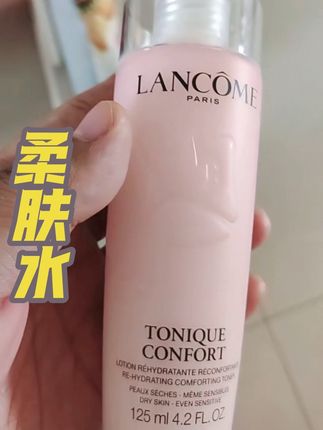 柔肤水
LANCÔME
PARIS
TONIQUE
CONFORT
LOTION RÉHYDRATANTE RÉCONFORTANTE
RE-HYDRATING COMFORTING TONER
PEAUX SÈCHES - MÊME SENSIBLES
DRY SKIN - EVEN SENSITIVE
125 ml 4.2 FL.OZ